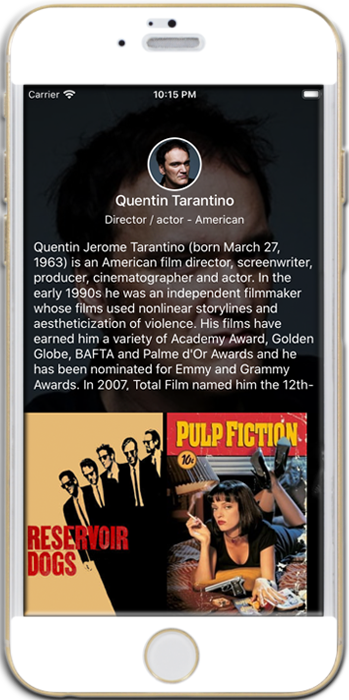 Carrier 10:15 PM
Quentin Tarantino
Director / actor - American
Quentin Jerome Tarantino (born March 27,
1963) is an American film director, screenwriter,
producer, cinematographer and actor. In the
early 1990s he was an independent filmmaker
whose films used nonlinear storylines and
aestheticization of violence. His films have
earned him a variety of Academy Award, Golden
Globe, BAFTA and Palme d'Or Awards and he
has been nominated for Emmy and Grammy
Awards. In 2007, Total Film named him the 12th-
RESERVOIR
DOGS
PULP FICTION
10¢